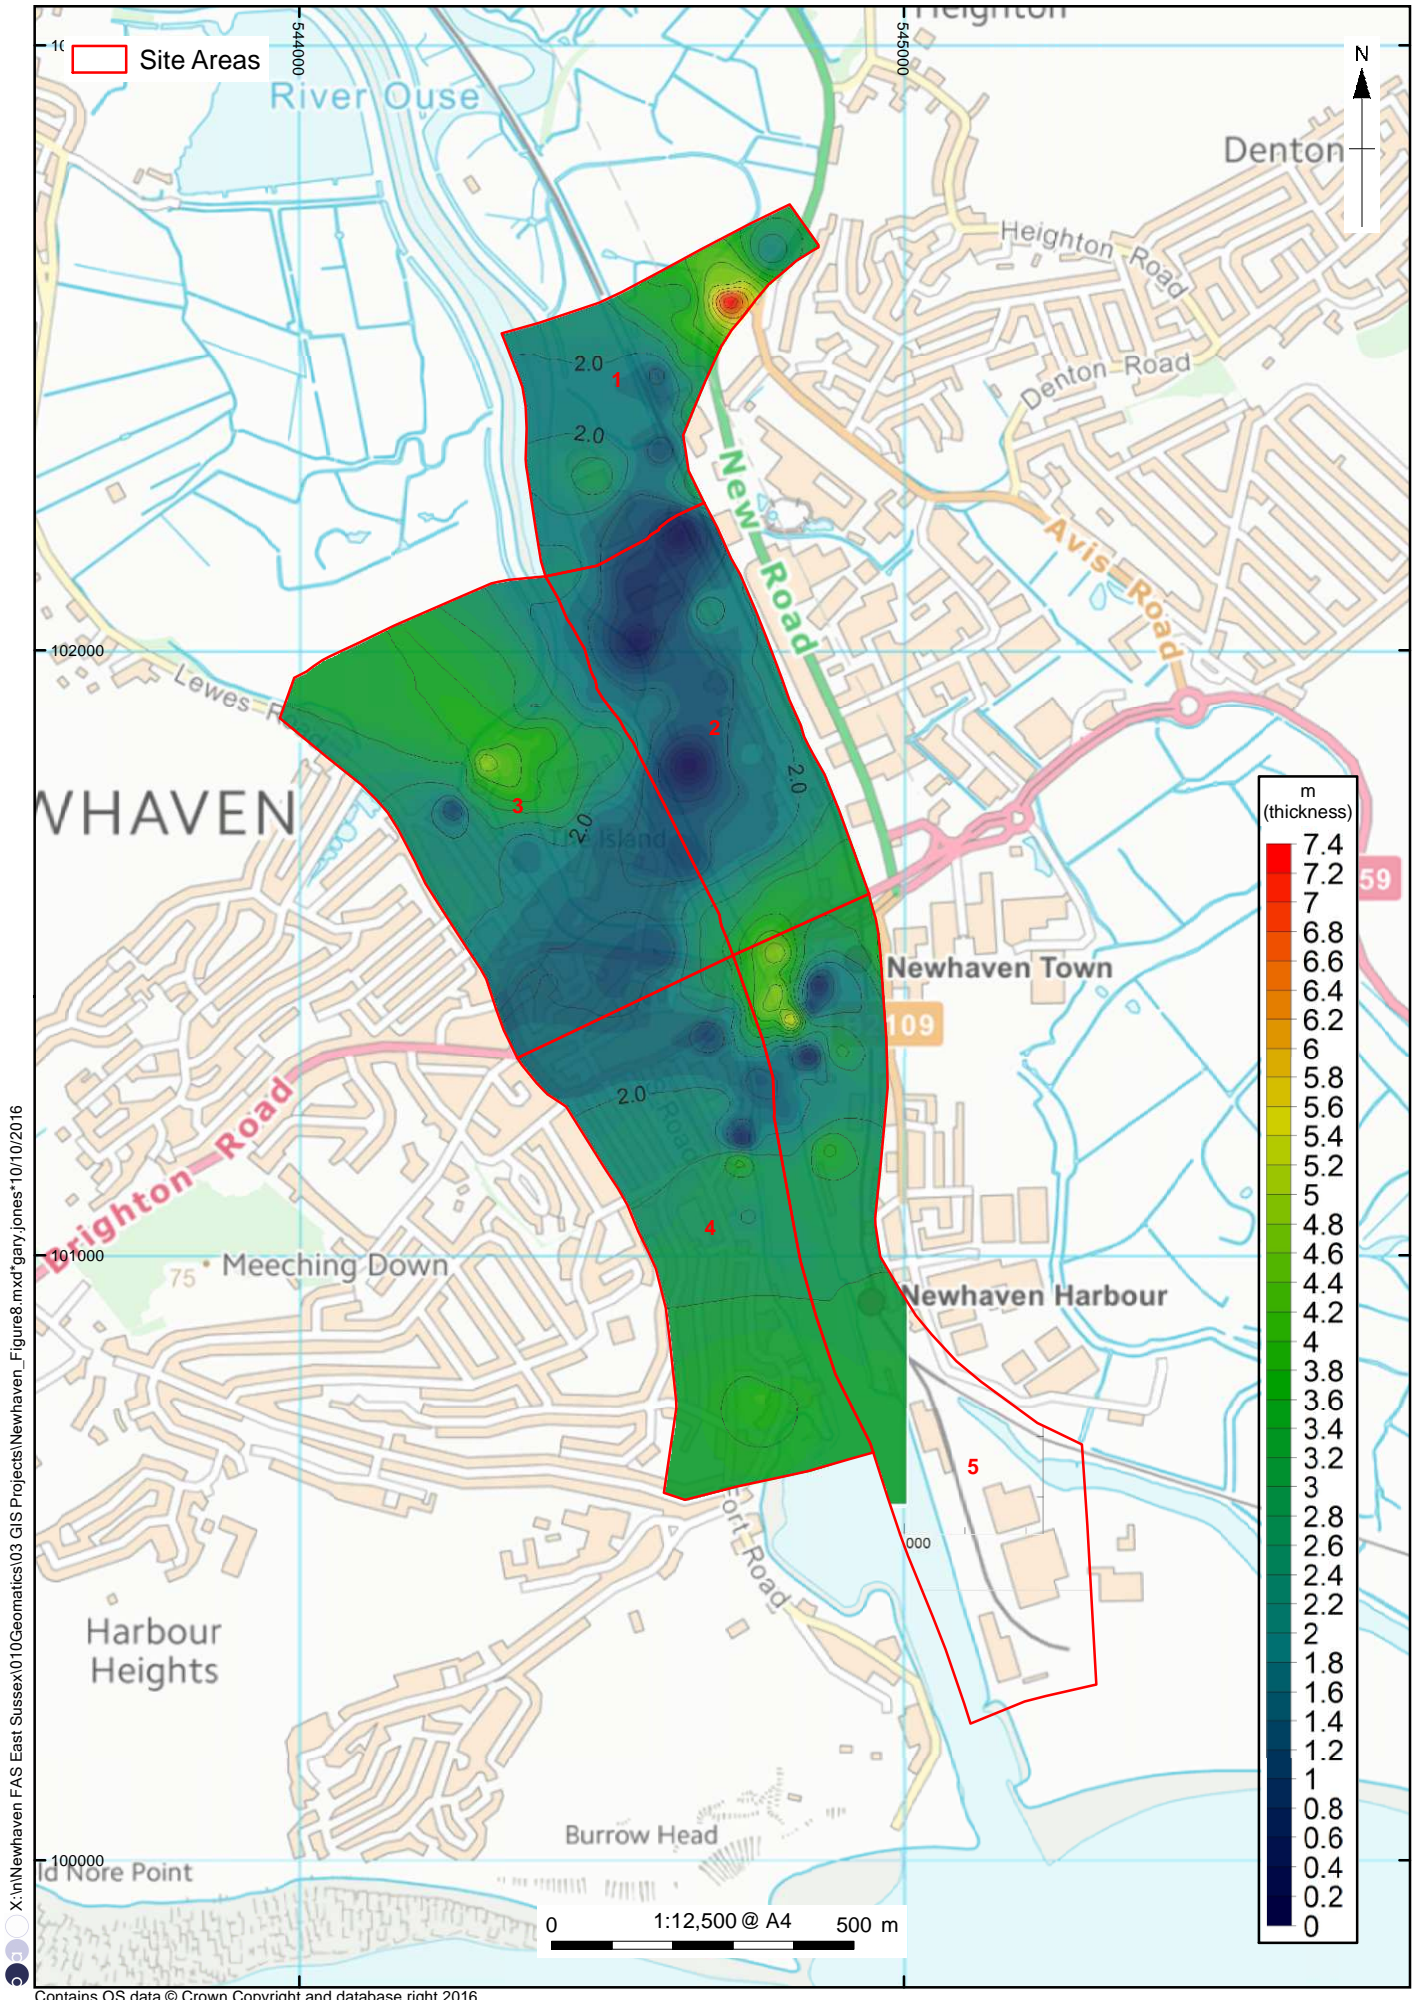 Heighton
544000
545000
Site Areas
River Ouse
N
Denton
Heighton Road
Denton Road
2.0
1
2.0
New Road
Avis Road
102000
Lewes Road
2
2.0
3
2.0
The Island
WHAVEN
m
(thickness)
7.4
7.2
7
6.8
6.6
6.4
6.2
6
5.8
5.6
5.4
5.2
5
4.8
4.6
4.4
4.2
4
3.8
3.6
3.4
3.2
3
2.8
2.6
2.4
2.2
2
1.8
1.6
1.4
1.2
1
0.8
0.6
0.4
0.2
0
59
Newhaven Town
109
2.0
Road
Brighton Road
4
101000
75
Meeching Down
Newhaven Harbour
5
000
ort Road
Harbour
Heights
Burrow Head
100000
ld Nore Point
0
1:12,500 @ A4
500 m
X:\n\Newhaven FAS East Sussex\010Geomatics\03 GIS Projects\Newhaven_Figure8.mxd*gary.jones*10/10/2016
Contains OS data © Crown Copyright and database right 2016